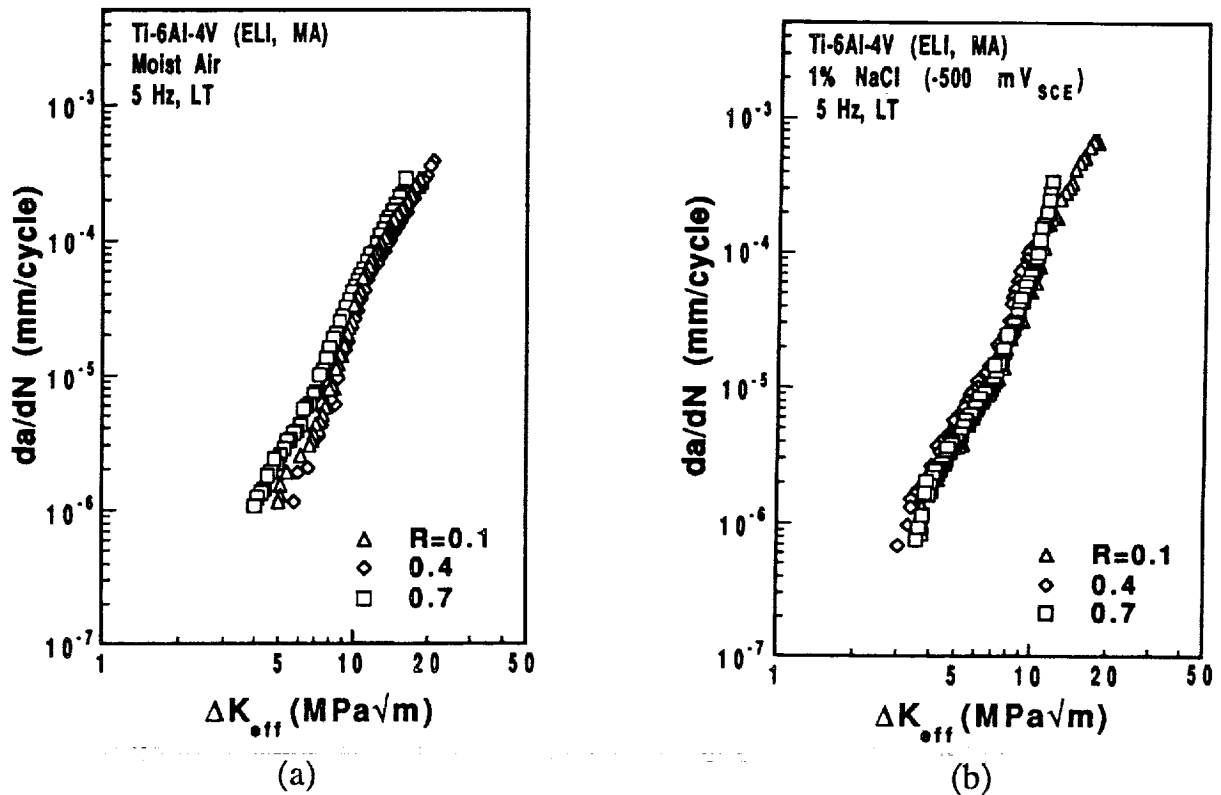 Ti-6Al-4V (ELI, MA)
Moist Air
5 Hz, LT
10⁻³
10⁻⁴
10⁻⁵
10⁻⁶
10⁻⁷
da/dN (mm/cycle)
△ R=0.1
◇ 0.4
□ 0.7
1 5 10 20 50
ΔK_eff (MPa√m)
(a)
Ti-6Al-4V (ELI, MA)
1% NaCl (-500 mV_SCE)
5 Hz, LT
10⁻³
10⁻⁴
10⁻⁵
10⁻⁶
10⁻⁷
da/dN (mm/cycle)
△ R=0.1
◇ 0.4
□ 0.7
1 5 10 20 50
ΔK_eff (MPa√m)
(b)